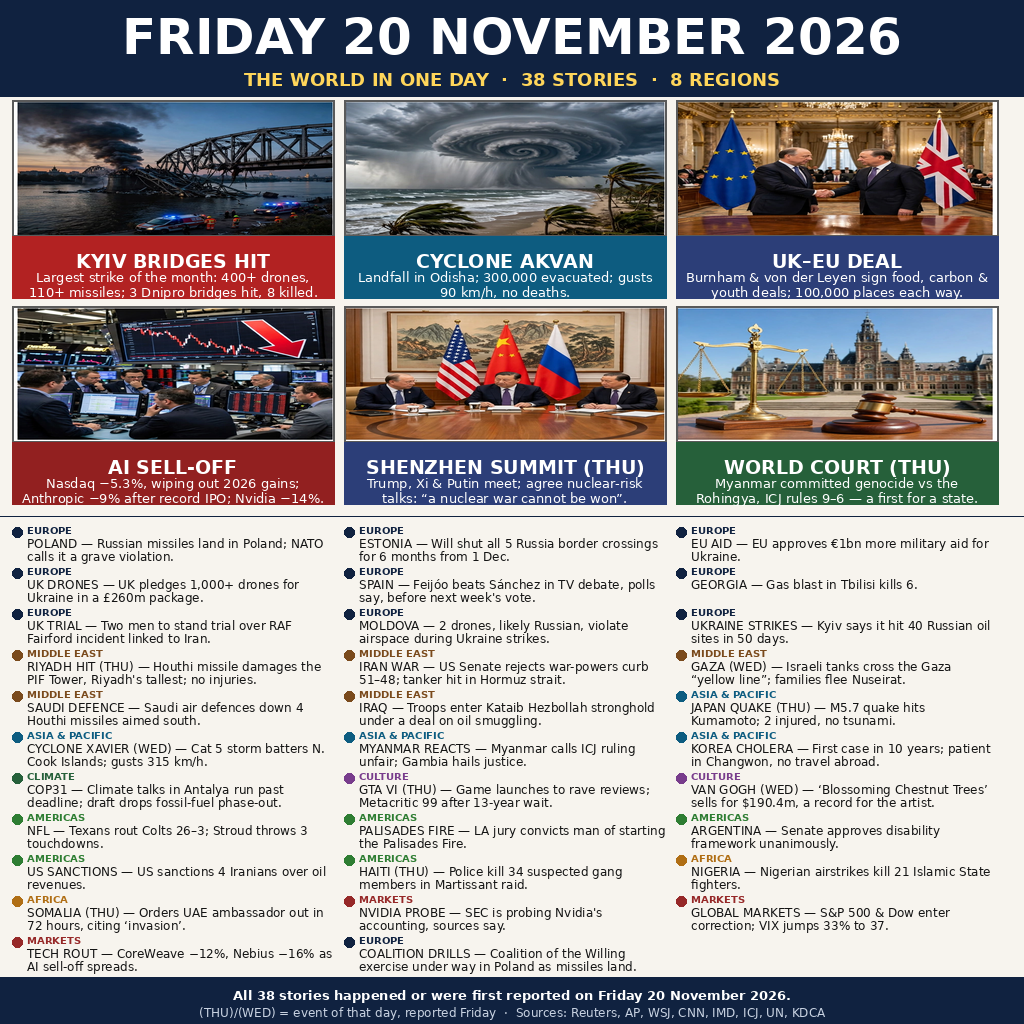 FRIDAY 20 NOVEMBER 2026
THE WORLD IN ONE DAY · 38 STORIES · 8 REGIONS
KYIV BRIDGES HIT
Largest strike of the month: 400+ drones,
110+ missiles; 3 Dnipro bridges hit, 8 killed.
CYCLONE AKVAN
Landfall in Odisha; 300,000 evacuated; gusts
90 km/h, no deaths.
UK–EU DEAL
Burnham & von der Leyen sign food, carbon &
youth deals; 100,000 places each way.
AI SELL-OFF
Nasdaq −5.3%, wiping out 2026 gains;
Anthropic −9% after record IPO; Nvidia −14%.
SHENZHEN SUMMIT (THU)
Trump, Xi & Putin meet; agree nuclear-risk
talks: “a nuclear war cannot be won”.
WORLD COURT (THU)
Myanmar committed genocide vs the
Rohingya, ICJ rules 9–6 — a first for a state.
EUROPE
POLAND — Russian missiles land in Poland; NATO
calls it a grave violation.
EUROPE
ESTONIA — Will shut all 5 Russia border crossings
for 6 months from 1 Dec.
EUROPE
EU AID — EU approves €1bn more military aid for
Ukraine.
EUROPE
UK DRONES — UK pledges 1,000+ drones for
Ukraine in a £260m package.
EUROPE
SPAIN — Feijóo beats Sánchez in TV debate, polls
say, before next week's vote.
EUROPE
GEORGIA — Gas blast in Tbilisi kills 6.
EUROPE
UK TRIAL — Two men to stand trial over RAF
Fairford incident linked to Iran.
EUROPE
MOLDOVA — 2 drones, likely Russian, violate
airspace during Ukraine strikes.
EUROPE
UKRAINE STRIKES — Kyiv says it hit 40 Russian oil
sites in 50 days.
MIDDLE EAST
RIYADH HIT (THU) — Houthi missile damages the
PIF Tower, Riyadh's tallest; no injuries.
MIDDLE EAST
IRAN WAR — US Senate rejects war-powers curb
51–48; tanker hit in Hormuz strait.
MIDDLE EAST
GAZA (WED) — Israeli tanks cross the Gaza
“yellow line”; families flee Nuseirat.
MIDDLE EAST
SAUDI DEFENCE — Saudi air defences down 4
Houthi missiles aimed south.
MIDDLE EAST
IRAQ — Troops enter Kataib Hezbollah stronghold
under a deal on oil smuggling.
ASIA & PACIFIC
JAPAN QUAKE (THU) — M5.7 quake hits
Kumamoto; 2 injured, no tsunami.
ASIA & PACIFIC
CYCLONE XAVIER (WED) — Cat 5 storm batters N.
Cook Islands; gusts 315 km/h.
ASIA & PACIFIC
MYANMAR REACTS — Myanmar calls ICJ ruling
unfair; Gambia hails justice.
ASIA & PACIFIC
KOREA CHOLERA — First case in 10 years; patient
in Changwon, no travel abroad.
CLIMATE
COP31 — Climate talks in Antalya run past
deadline; draft drops fossil-fuel phase-out.
CULTURE
GTA VI (THU) — Game launches to rave reviews;
Metacritic 99 after 13-year wait.
CULTURE
VAN GOGH (WED) — ‘Blossoming Chestnut Trees’
sells for $190.4m, a record for the artist.
AMERICAS
NFL — Texans rout Colts 26–3; Stroud throws 3
touchdowns.
AMERICAS
PALISADES FIRE — LA jury convicts man of starting
the Palisades Fire.
AMERICAS
ARGENTINA — Senate approves disability
framework unanimously.
AMERICAS
US SANCTIONS — US sanctions 4 Iranians over oil
revenues.
AMERICAS
HAITI (THU) — Police kill 34 suspected gang
members in Martissant raid.
AFRICA
NIGERIA — Nigerian airstrikes kill 21 Islamic State
fighters.
AFRICA
SOMALIA (THU) — Orders UAE ambassador out in
72 hours, citing ‘invasion’.
MARKETS
NVIDIA PROBE — SEC is probing Nvidia's
accounting, sources say.
MARKETS
GLOBAL MARKETS — S&P 500 & Dow enter
correction; VIX jumps 33% to 37.
MARKETS
TECH ROUT — CoreWeave −12%, Nebius −16% as
AI sell-off spreads.
EUROPE
COALITION DRILLS — Coalition of the Willing
exercise under way in Poland as missiles land.
All 38 stories happened or were first reported on Friday 20 November 2026.
(THU)/(WED) = event of that day, reported Friday · Sources: Reuters, AP, WSJ, CNN, IMD, ICJ, UN, KDCA